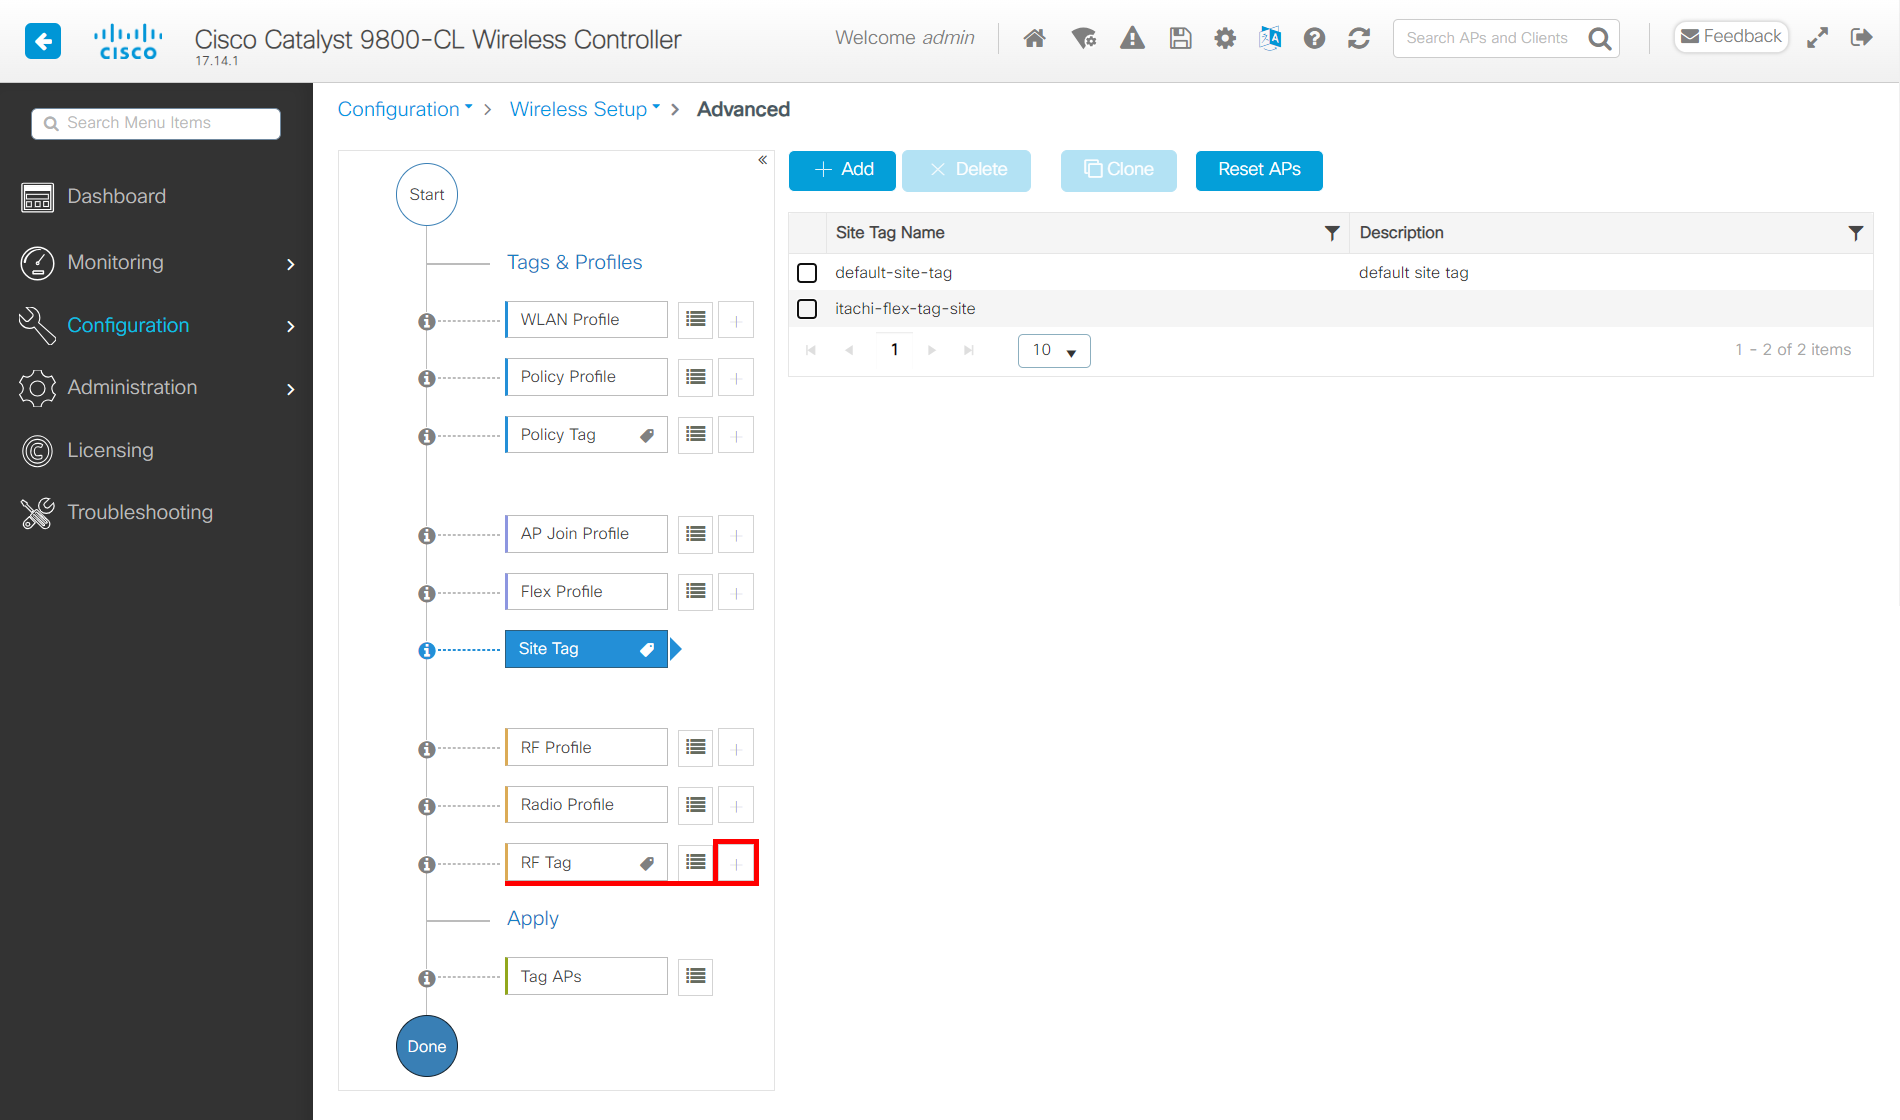 CISCO
Cisco Catalyst 9800-CL Wireless Controller
17.14.1
Welcome admin
Search APs and Clients
Feedback
Search Menu Items
Dashboard
Monitoring
Configuration
Administration
Licensing
Troubleshooting
Configuration > Wireless Setup > Advanced
Start
Tags & Profiles
WLAN Profile
Policy Profile
Policy Tag
AP Join Profile
Flex Profile
Site Tag
RF Profile
Radio Profile
RF Tag
Apply
Tag APs
Done
+ Add
× Delete
Clone
Reset APs
Site Tag Name Description
default-site-tag default site tag
itachi-flex-tag-site
1 10 1 - 2 of 2 items